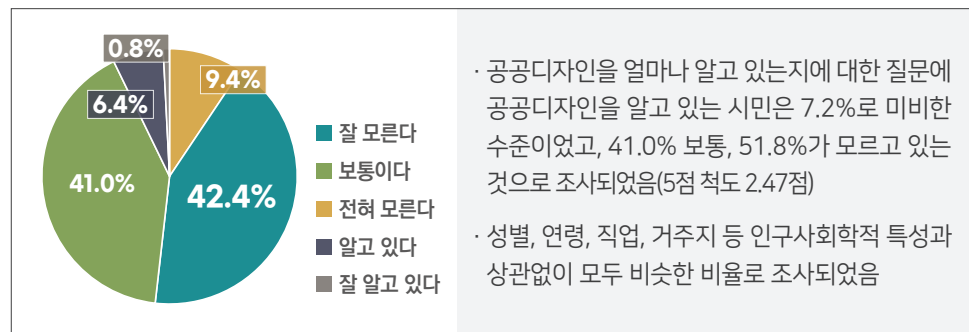 0.8%
9.4%
6.4%
41.0%
42.4%
잘 모른다
보통이다
전혀 모른다
알고 있다
잘 알고 있다
· 공공디자인을 얼마나 알고 있는지에 대한 질문에
공공디자인을 알고 있는 시민은 7.2%로 미비한
수준이었고, 41.0% 보통, 51.8%가 모르고 있는
것으로 조사되었음(5점 척도 2.47점)
· 성별, 연령, 직업, 거주지 등 인구사회학적 특성과
상관없이 모두 비슷한 비율로 조사되었음